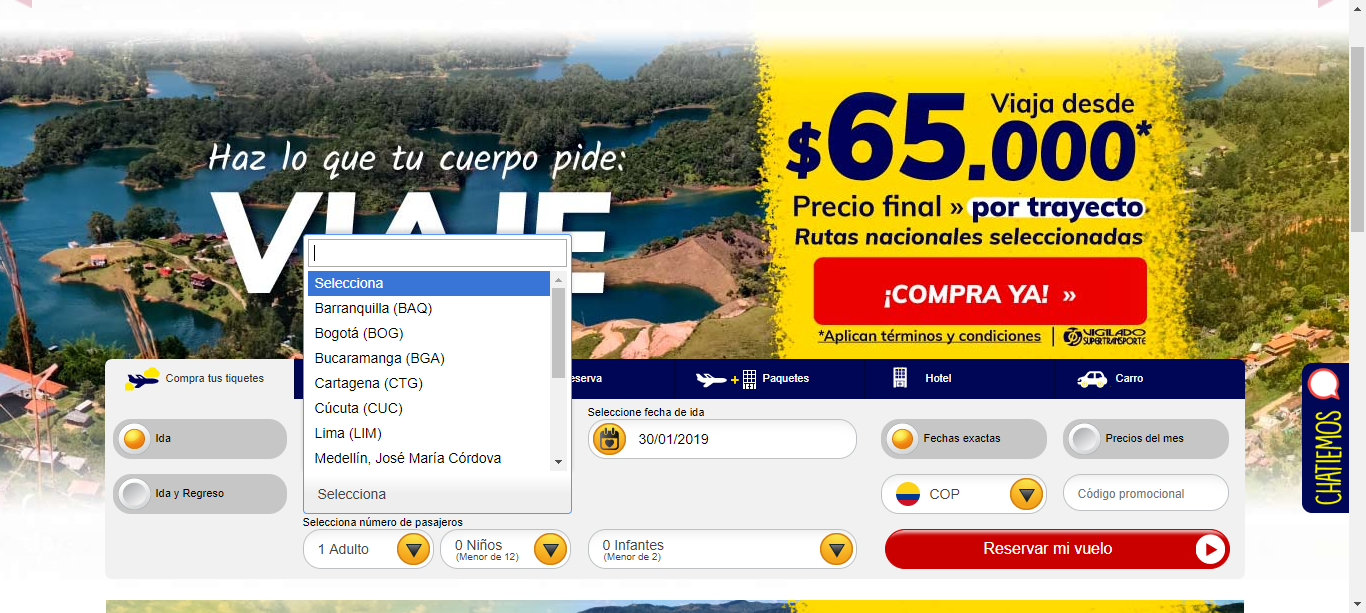 Haz lo que tu cuerpo pide:
VIAJE
Viaja desde
$65.000*
Precio final » por trayecto
Rutas nacionales seleccionadas
¡COMPRA YA! »
*Aplican términos y condiciones
VIGILADO
SUPERTRANSPORTE
Selecciona
Barranquilla (BAQ)
Bogotá (BOG)
Bucaramanga (BGA)
Cartagena (CTG)
Cúcuta (CUC)
Lima (LIM)
Medellín, José María Córdova
Selecciona
Compra tus tiquetes
eserva
Paquetes
Hotel
Carro
Ida
Ida y Regreso
Seleccione fecha de ida
30/01/2019
Fechas exactas
Precios del mes
COP
Código promocional
Selecciona número de pasajeros
1 Adulto
0 Niños
(Menor de 12)
0 Infantes
(Menor de 2)
Reservar mi vuelo
CHATIEMOS